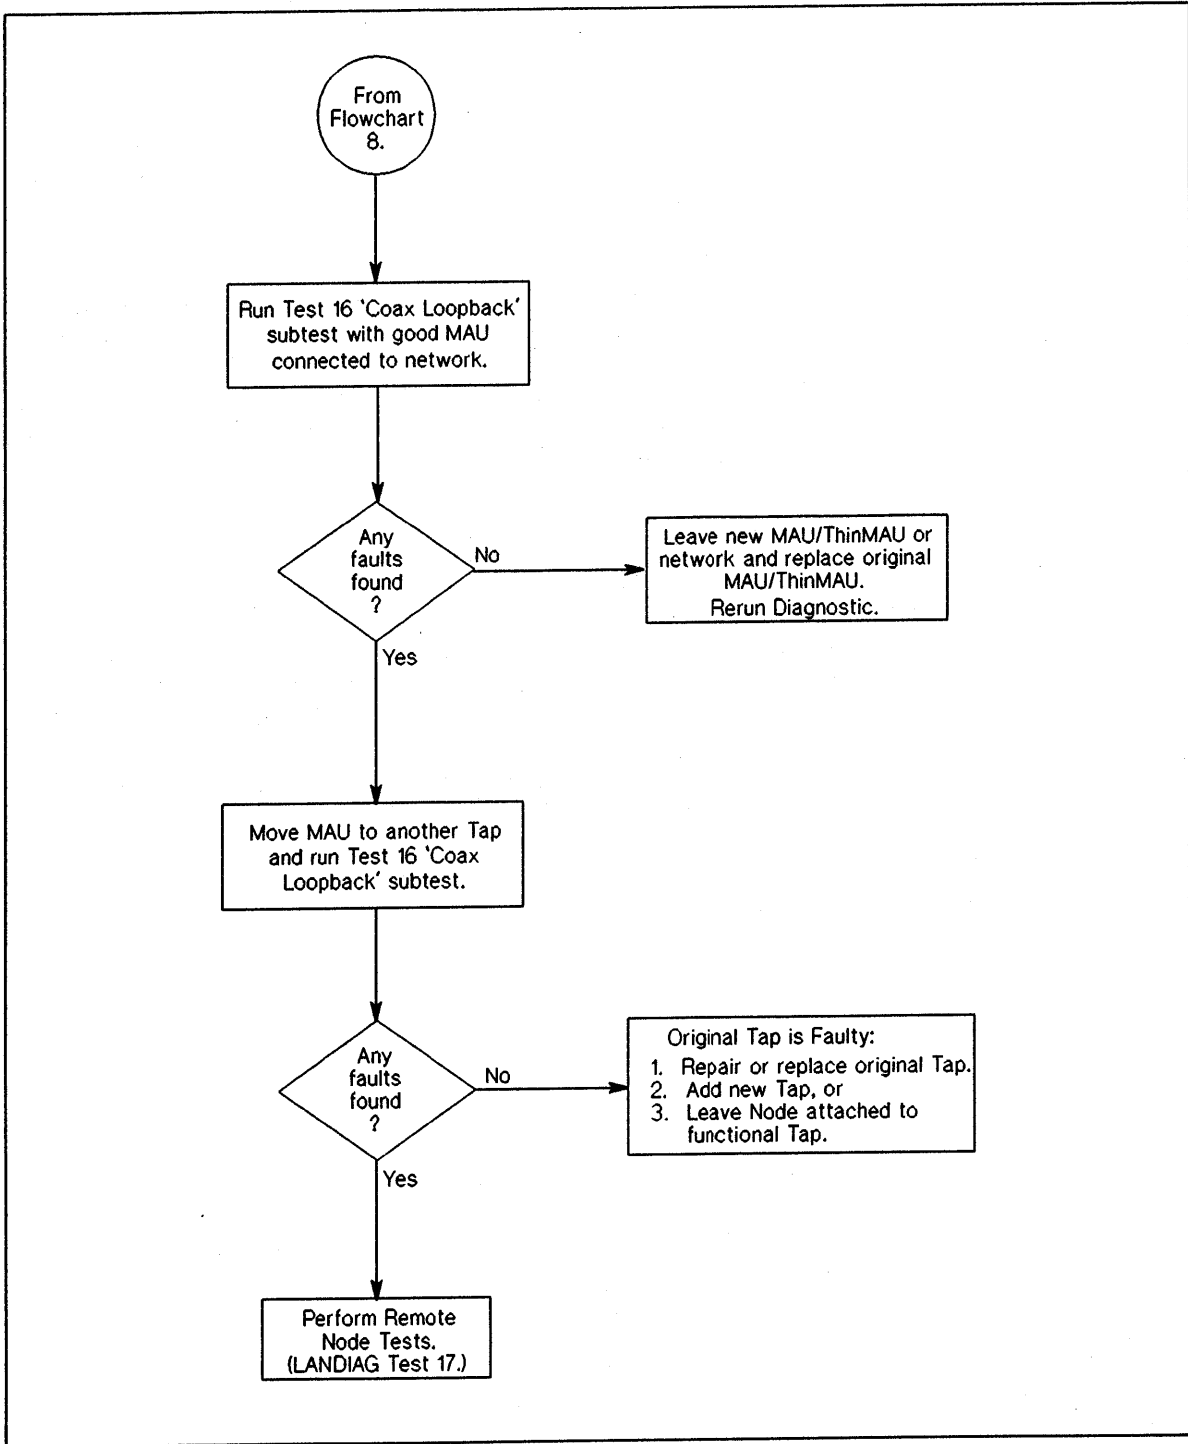 From
Flowchart
8.
Run Test 16 'Coax Loopback'
subtest with good MAU
connected to network.
Any
faults
found
?
No
Leave new MAU/ThinMAU or
network and replace original
MAU/ThinMAU.
Rerun Diagnostic.
Yes
Move MAU to another Tap
and run Test 16 'Coax
Loopback' subtest.
Any
faults
found
?
No
Original Tap is Faulty:
1. Repair or replace original Tap.
2. Add new Tap, or
3. Leave Node attached to
functional Tap.
Yes
Perform Remote
Node Tests.
(LANDIAG Test 17.)